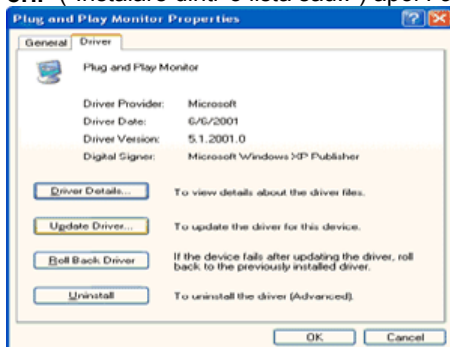 Plug and Play Monitor Properties
General Driver
Plug and Play Monitor
Driver Provider: Microsoft
Driver Date: 6/6/2001
Driver Version: 5.1.2001.0
Digital Signer: Microsoft Windows XP Publisher
Driver Details... To view details about the driver files.
Update Driver... To update the driver for this device.
Roll Back Driver If the device fails after updating the driver, roll
back to the previously installed driver.
Uninstall To uninstall the driver (Advanced).
OK Cancel